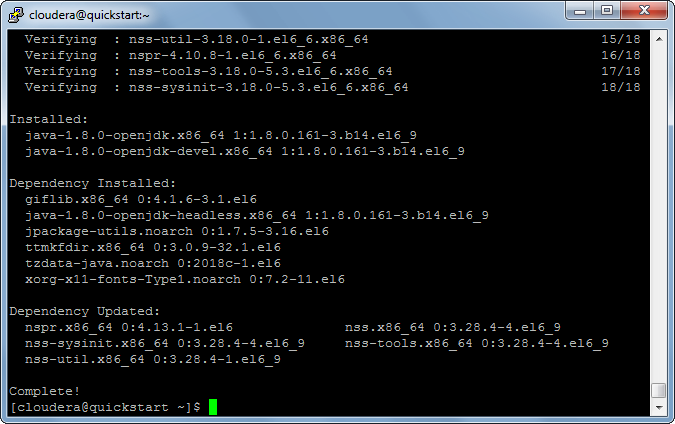 cloudera@quickstart:~
Verifying : nss-util-3.18.0-1.el6_6.x86_64 15/18
Verifying : nspr-4.10.8-1.el6_6.x86_64 16/18
Verifying : nss-tools-3.18.0-5.3.el6_6.x86_64 17/18
Verifying : nss-sysinit-3.18.0-5.3.el6_6.x86_64 18/18
Installed:
java-1.8.0-openjdk.x86_64 1:1.8.0.161-3.b14.el6_9
java-1.8.0-openjdk-devel.x86_64 1:1.8.0.161-3.b14.el6_9
Dependency Installed:
giflib.x86_64 0:4.1.6-3.1.el6
java-1.8.0-openjdk-headless.x86_64 1:1.8.0.161-3.b14.el6_9
jpackage-utils.noarch 0:1.7.5-3.16.el6
ttmkfdir.x86_64 0:3.0.9-32.1.el6
tzdata-java.noarch 0:2018c-1.el6
xorg-x11-fonts-Type1.noarch 0:7.2-11.el6
Dependency Updated:
nspr.x86_64 0:4.13.1-1.el6 nss.x86_64 0:3.28.4-4.el6_9
nss-sysinit.x86_64 0:3.28.4-4.el6_9 nss-tools.x86_64 0:3.28.4-4.el6_9
nss-util.x86_64 0:3.28.4-1.el6_9
Complete!
[cloudera@quickstart ~]$